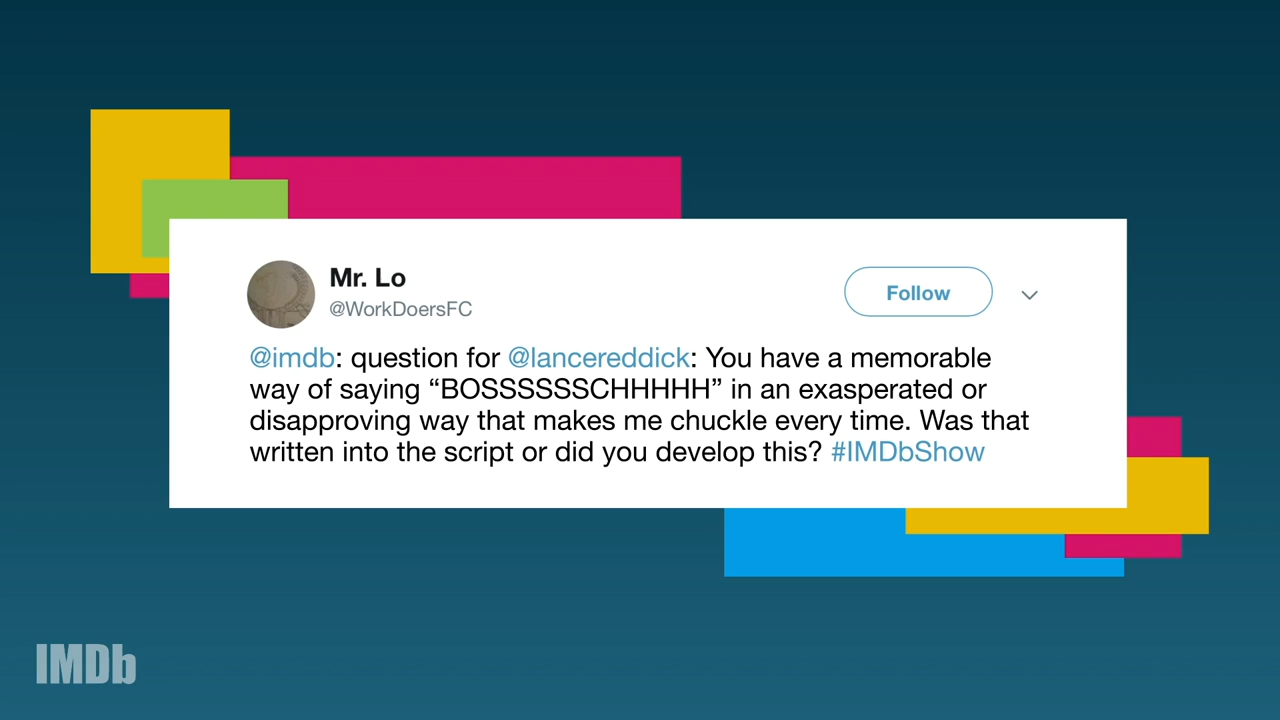 Mr. Lo
Follow
@WorkDoersFC
@imdb: question for @lancereddick: You have a memorable
way of saying “BOSSSSSSCHHHHH” in an exasperated or
disapproving way that makes me chuckle every time. Was that
written into the script or did you develop this? #IMDbShow
IMDb